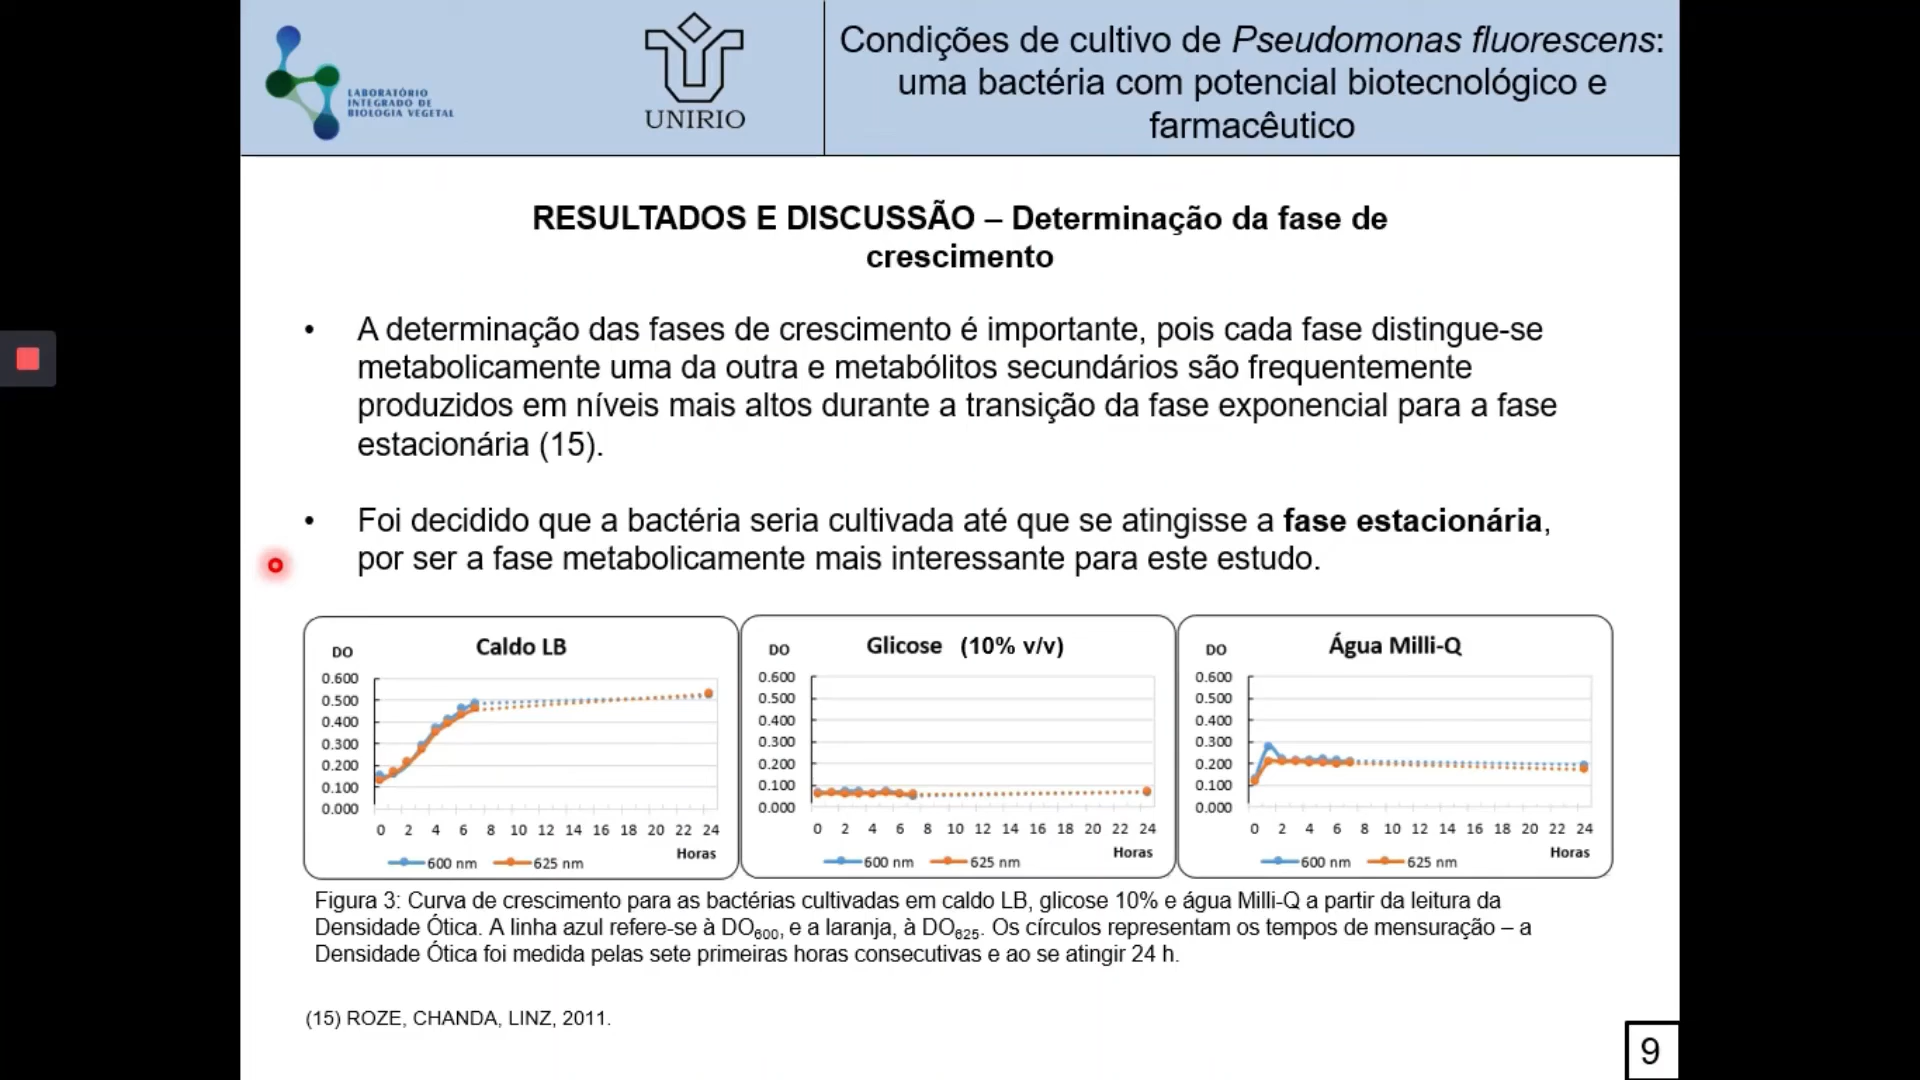 LABORATÓRIO
INTEGRADO DE
BIOLOGIA VEGETAL
UNIRIO
Condições de cultivo de Pseudomonas fluorescens:
uma bactéria com potencial biotecnológico e
farmacêutico
RESULTADOS E DISCUSSÃO – Determinação da fase de
crescimento
• A determinação das fases de crescimento é importante, pois cada fase distingue-se
metabolicamente uma da outra e metabólitos secundários são frequentemente
produzidos em níveis mais altos durante a transição da fase exponencial para a fase
estacionária (15).
• Foi decidido que a bactéria seria cultivada até que se atingisse a fase estacionária,
por ser a fase metabolicamente mais interessante para este estudo.
DO
Caldo LB
0.600
0.500
0.400
0.300
0.200
0.100
0.000
0 2 4 6 8 10 12 14 16 18 20 22 24
Horas
600 nm 625 nm
DO
Glicose (10% v/v)
0.600
0.500
0.400
0.300
0.200
0.100
0.000
0 2 4 6 8 10 12 14 16 18 20 22 24
Horas
600 nm 625 nm
DO
Água Milli-Q
0.600
0.500
0.400
0.300
0.200
0.100
0.000
0 2 4 6 8 10 12 14 16 18 20 22 24
Horas
600 nm 625 nm
Figura 3: Curva de crescimento para as bactérias cultivadas em caldo LB, glicose 10% e água Milli-Q a partir da leitura da
Densidade Ótica. A linha azul refere-se à DO₆₀₀, e a laranja, à DO₆₂₅. Os círculos representam os tempos de mensuração – a
Densidade Ótica foi medida pelas sete primeiras horas consecutivas e ao se atingir 24 h.
(15) ROZE, CHANDA, LINZ, 2011.
9